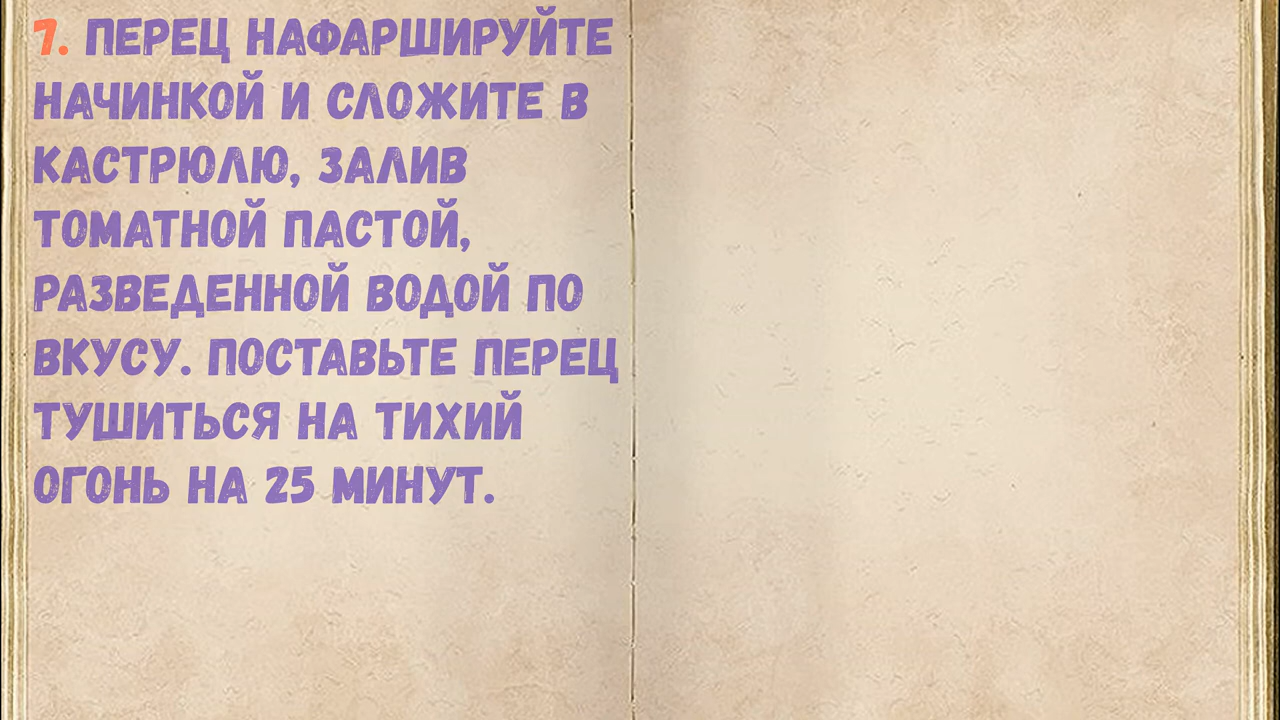 7. ПЕРЕЦ НАФАРШИРУЙТЕ
НАЧИНКОЙ И СЛОЖИТЕ В
КАСТРЮЛЮ, ЗАЛИВ
ТОМАТНОЙ ПАСТОЙ,
РАЗВЕДЕННОЙ ВОДОЙ ПО
ВКУСУ. ПОСТАВЬТЕ ПЕРЕЦ
ТУШИТЬСЯ НА ТИХИЙ
ОГОНЬ НА 25 МИНУТ.